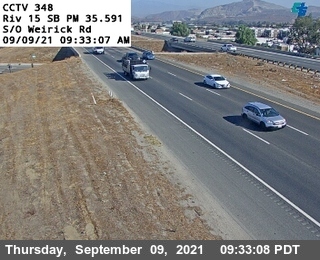 CCTV 348
Riv 15 SB PM 35.591
S/O Weirick Rd
09/09/21 09:33:07 AM
Thursday, September 09, 2021 09:33:08 PDT